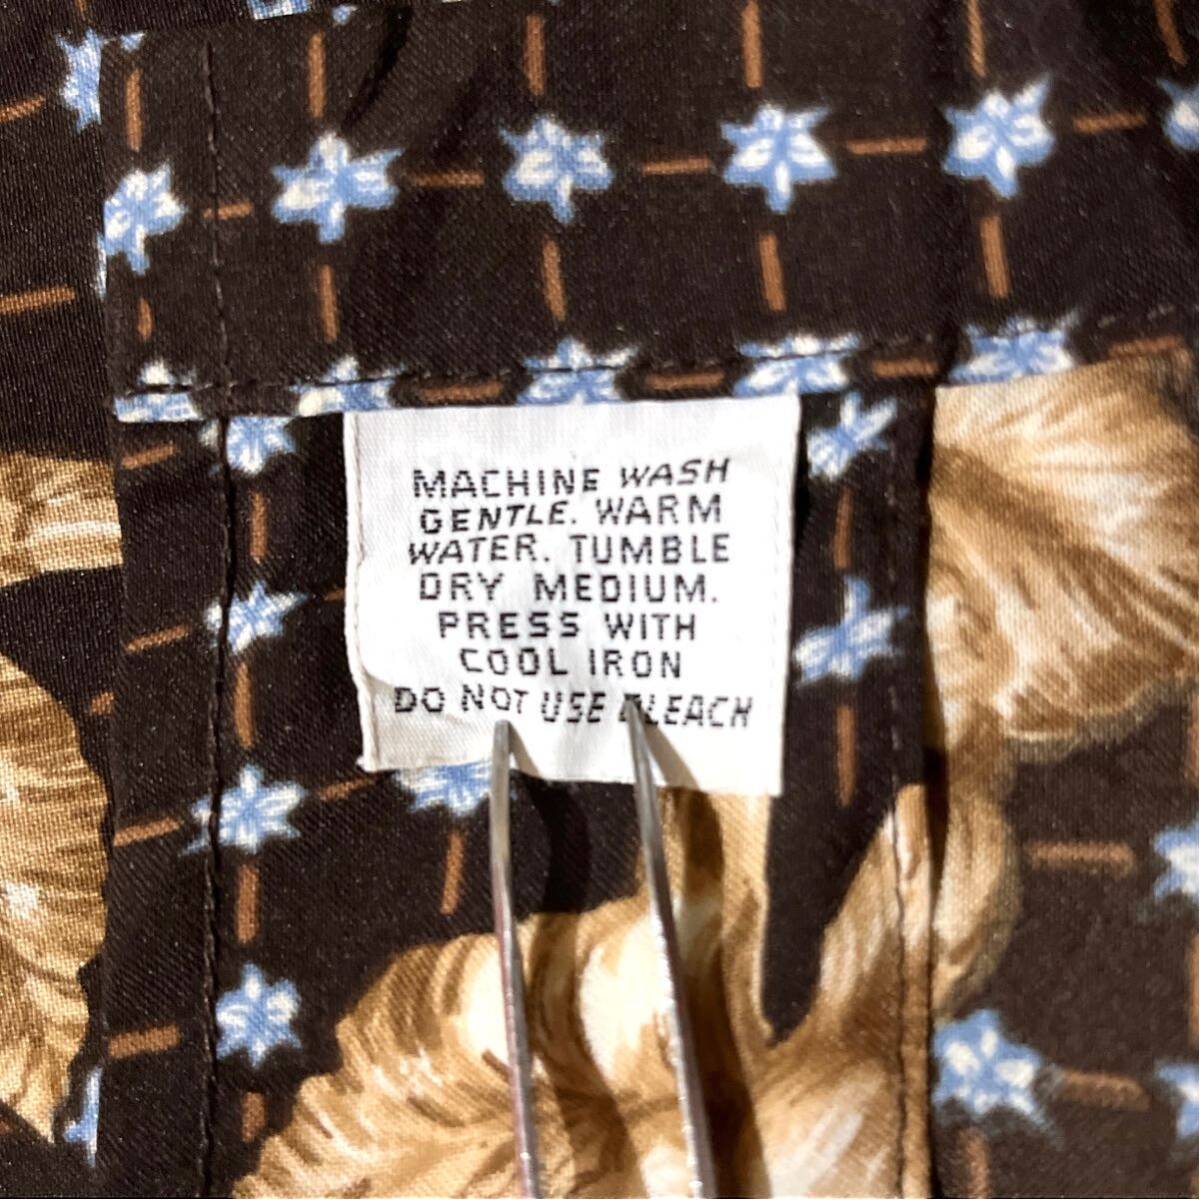 MACHINE WASH
GENTLE. WARM
WATER. TUMBLE
DRY MEDIUM.
PRESS WITH
COOL IRON
DO NOT USE BLEACH